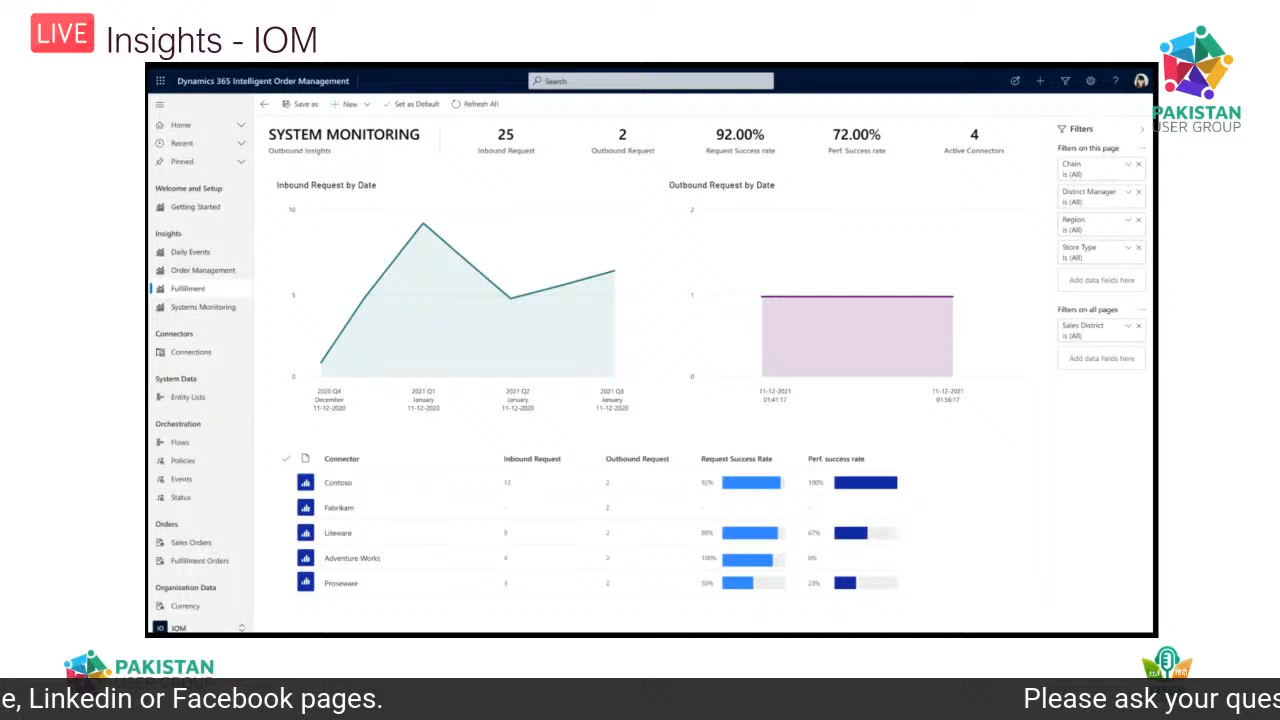 LIVE
Insights - IOM
PAKISTAN
USER GROUP
Dynamics 365 Intelligent Order Management
Search
Save as
New
Set as Default
Refresh All
Home
Recent
Pinned
Welcome and Setup
Getting Started
Insights
Daily Events
Order Management
Fulfillment
Systems Monitoring
Connectors
Connections
System Data
Entity Lists
Orchestration
Flows
Policies
Events
Status
Orders
Sales Orders
Fulfillment Orders
Organization Data
Currency
IO IOM
SYSTEM MONITORING
Outbound Insights
25
Inbound Request
2
Outbound Request
92.00%
Request Success rate
72.00%
Perf. Success rate
4
Active Connectors
Inbound Request by Date
10
5
0
2020 Q4
December
11-12-2020
2021 Q1
January
11-12-2020
2021 Q2
January
11-12-2020
2021 Q3
January
11-12-2020
Outbound Request by Date
2
1
0
11-12-2021
01:41:17
11-12-2021
01:56:17
Connector Inbound Request Outbound Request Request Success Rate Perf. success rate
Contoso 12 2 92% 100%
Fabrikam - 2 - -
Liteware 9 2 67%
Adventure Works 4 100% 0%
Proseware 3 2 50% 23%
Filters
Filters on this page
Chain
is (All)
District Manager
is (All)
Region
is (All)
Store Type
is (All)
Add data fields here
Filters on all pages
Sales District
is (All)
Add data fields here
PAKISTAN
USER GROUP
e, Linkedin or Facebook pages.
Please ask your ques